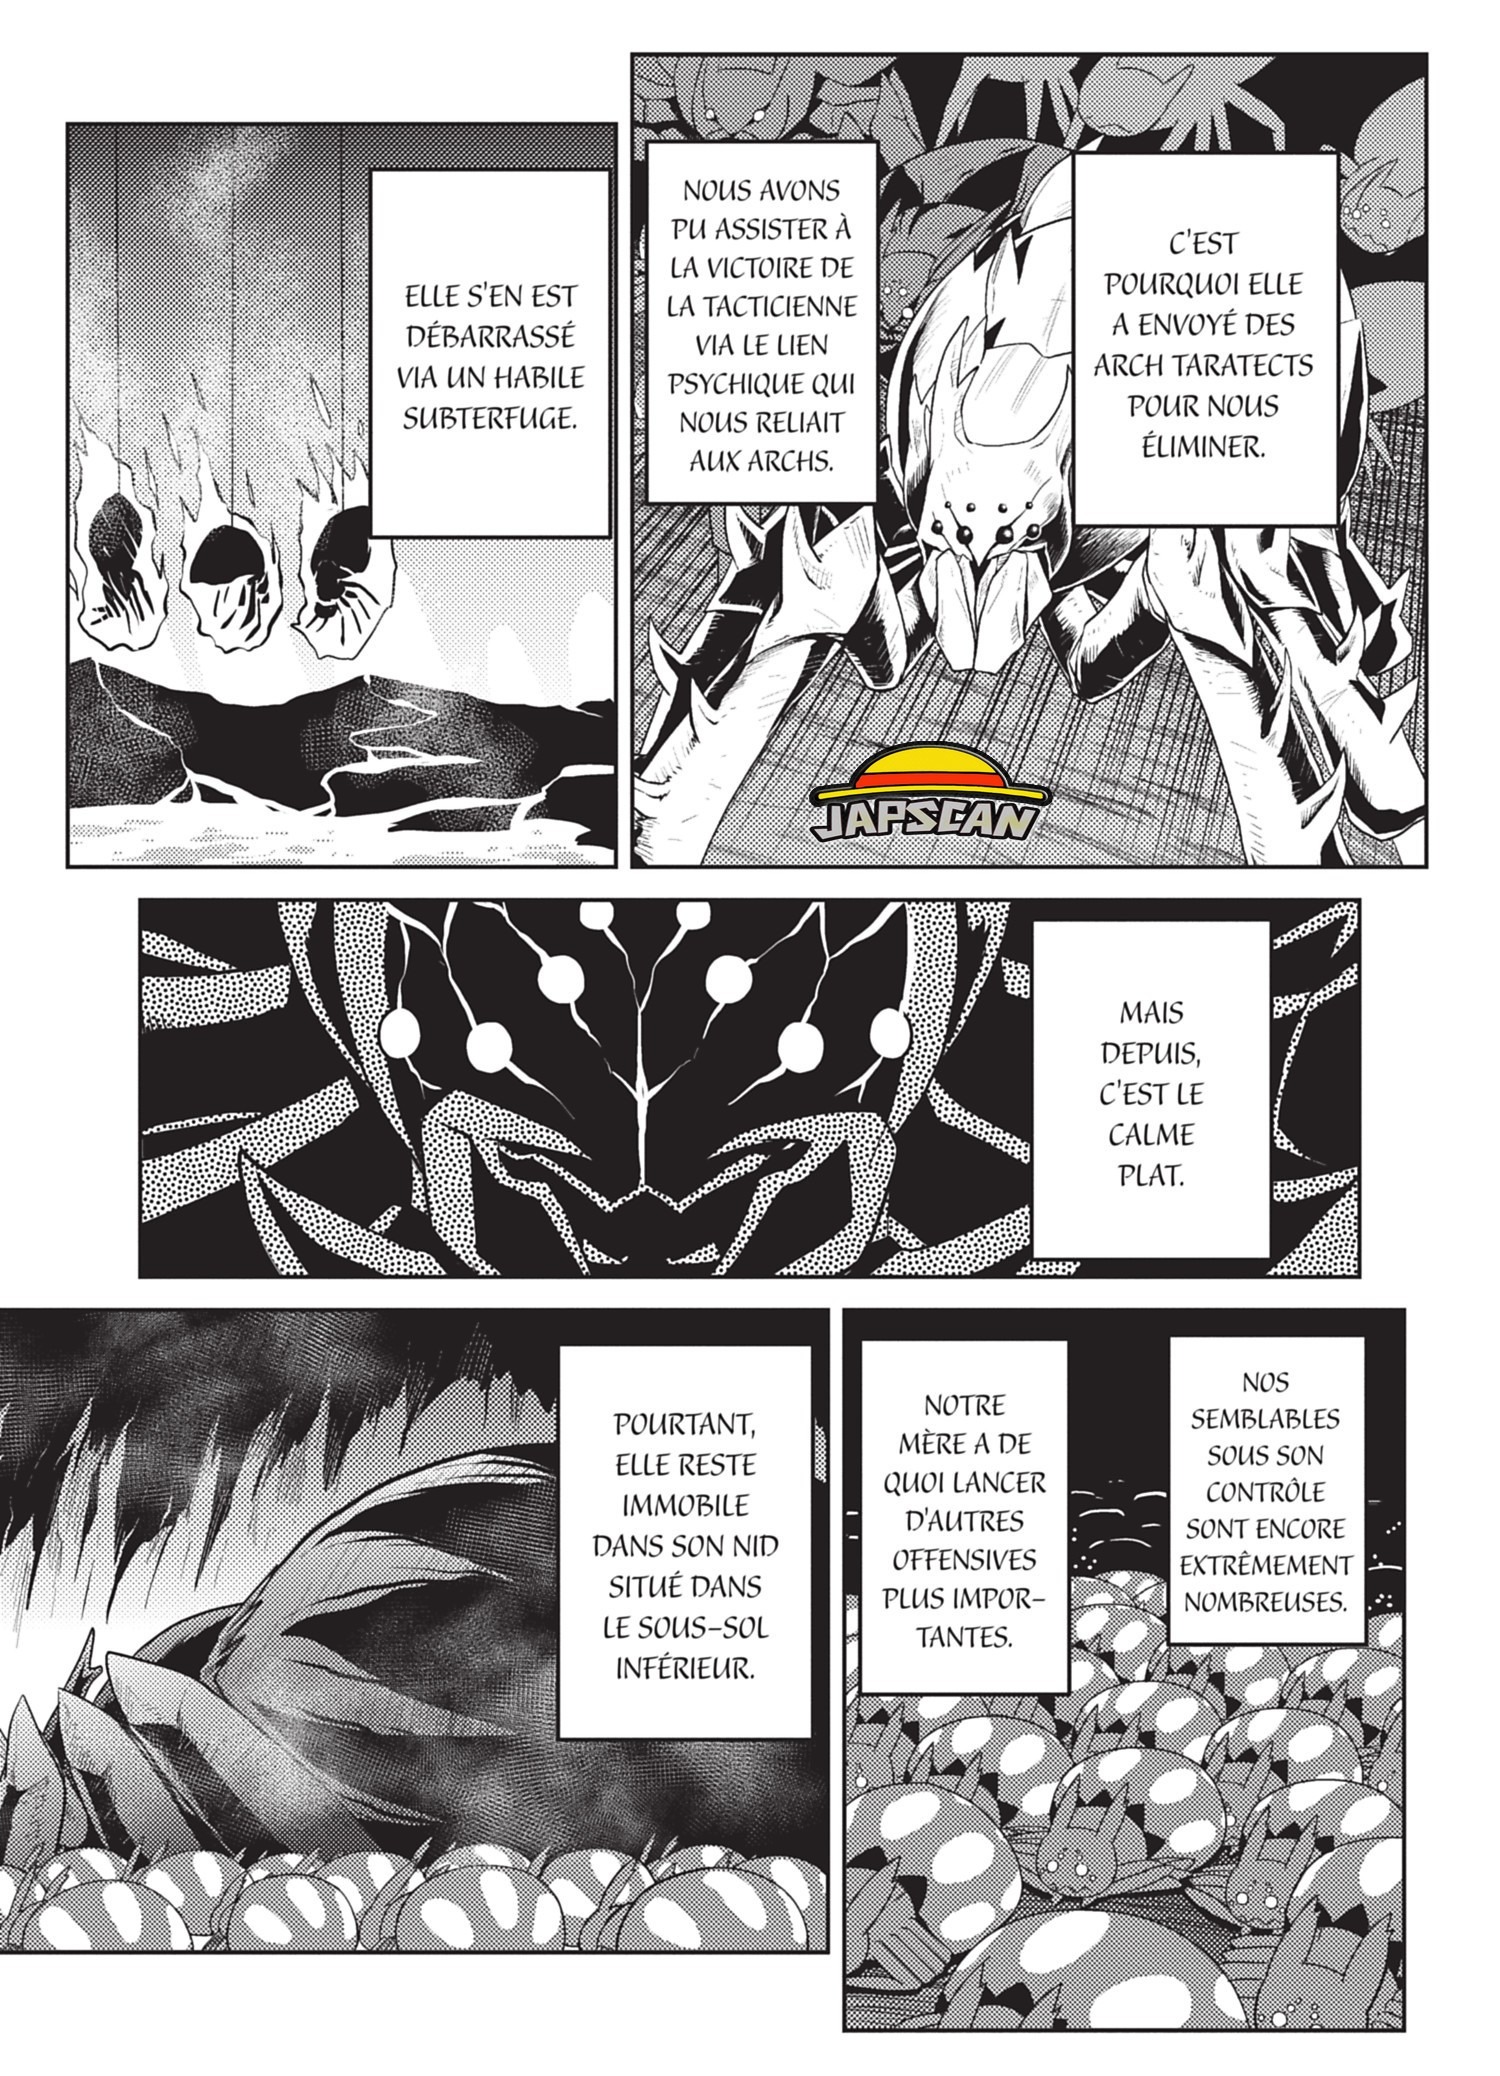 C'EST
POURQUOI ELLE
A ENVOYÉ DES
ARCH TARATECTS
POUR NOUS
ÉLIMINER.
NOUS AVONS
PU ASSISTER À
LA VICTOIRE DE
LA TACTICIENNE
VIA LE LIEN
PSYCHIQUE QUI
NOUS RELIAIT
AUX ARCHS.
JAPSCAN
ELLE S'EN EST
DÉBARRASSÉ
VIA UN HABILE
SUBTERFUGE.
MAIS
DEPUIS,
C'EST LE
CALME
PLAT.
NOS
SEMBLABLES
SOUS SON
CONTRÔLE
SONT ENCORE
EXTRÊMEMENT
NOMBREUSES.
NOTRE
MÈRE A DE
QUOI LANCER
D'AUTRES
OFFENSIVES
PLUS IMPOR-
TANTES.
POURTANT,
ELLE RESTE
IMMOBILE
DANS SON NID
SITUÉ DANS
LE SOUS-SOL
INFÉRIEUR.